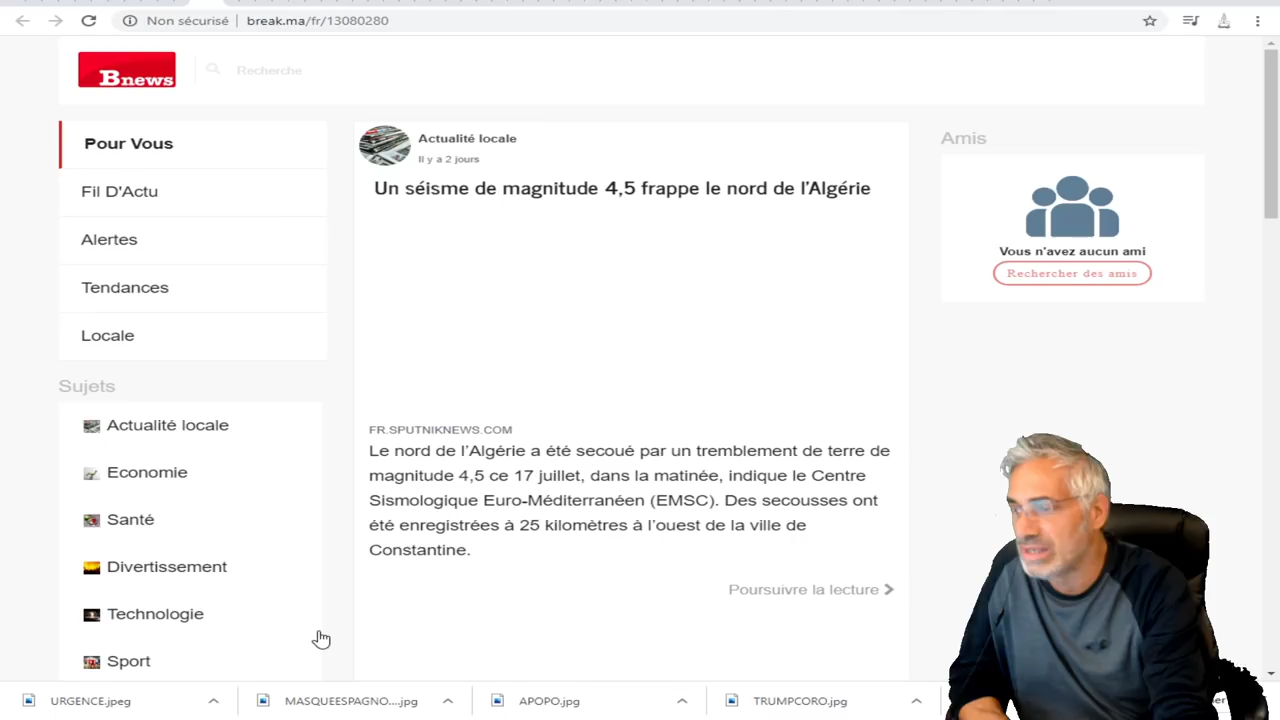 Non sécurisé | break.ma/fr/13080280
Bnews
Recherche
Pour Vous
Fil D'Actu
Alertes
Tendances
Locale
Sujets
Actualité locale
Economie
Santé
Divertissement
Technologie
Sport
Actualité locale
Il y a 2 jours
Un séisme de magnitude 4,5 frappe le nord de l'Algérie
FR.SPUTNIKNEWS.COM
Le nord de l'Algérie a été secoué par un tremblement de terre de
magnitude 4,5 ce 17 juillet, dans la matinée, indique le Centre
Sismologique Euro-Méditerranéen (EMSC). Des secousses ont
été enregistrées à 25 kilomètres à l'ouest de la ville de
Constantine.
Poursuivre la lecture
Amis
Vous n'avez aucun ami
Rechercher des amis
URGENCE.jpeg
MASQUEESPAGNO....jpg
APOPO.jpg
TRUMPCORO.jpg